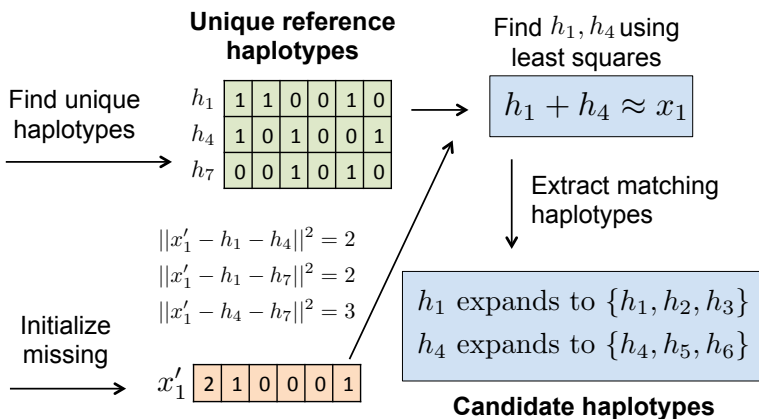 Unique reference
haplotypes
Find unique
haplotypes
h₁ 1 1 0 0 1 0
h₄ 1 0 1 0 0 1
h₇ 0 0 1 0 1 0
Find h₁, h₄ using
least squares
h₁ + h₄ ≈ x₁
Extract matching
haplotypes
||x′₁ − h₁ − h₄||² = 2
||x′₁ − h₁ − h₇||² = 2
||x′₁ − h₄ − h₇||² = 3
Initialize
missing
x′₁ 2 1 0 0 0 1
h₁ expands to {h₁, h₂, h₃}
h₄ expands to {h₄, h₅, h₆}
Candidate haplotypes